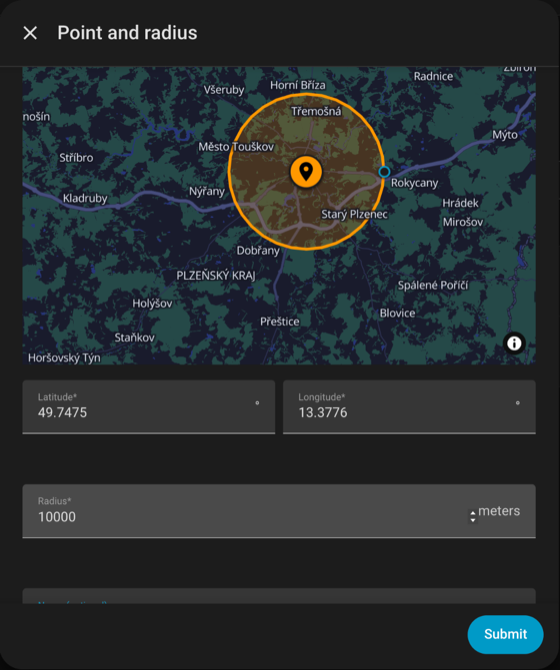 Point and radius
Zbiroh
Radnice
Horní Bříza
Všeruby
Třemošná
nošín
Mýto
Město Touškov
Stříbro
Rokycany
Nýřany
Kladruby
Hrádek
Starý Plzenec
Mirošov
Dobřany
PLZEŇSKÝ KRAJ
Spálené Poříčí
Holýšov
Blovice
Přeštice
Staňkov
Horšovský Týn
Latitude*
49.7475
°
Longitude*
13.3776
°
Radius*
10000
meters
Submit